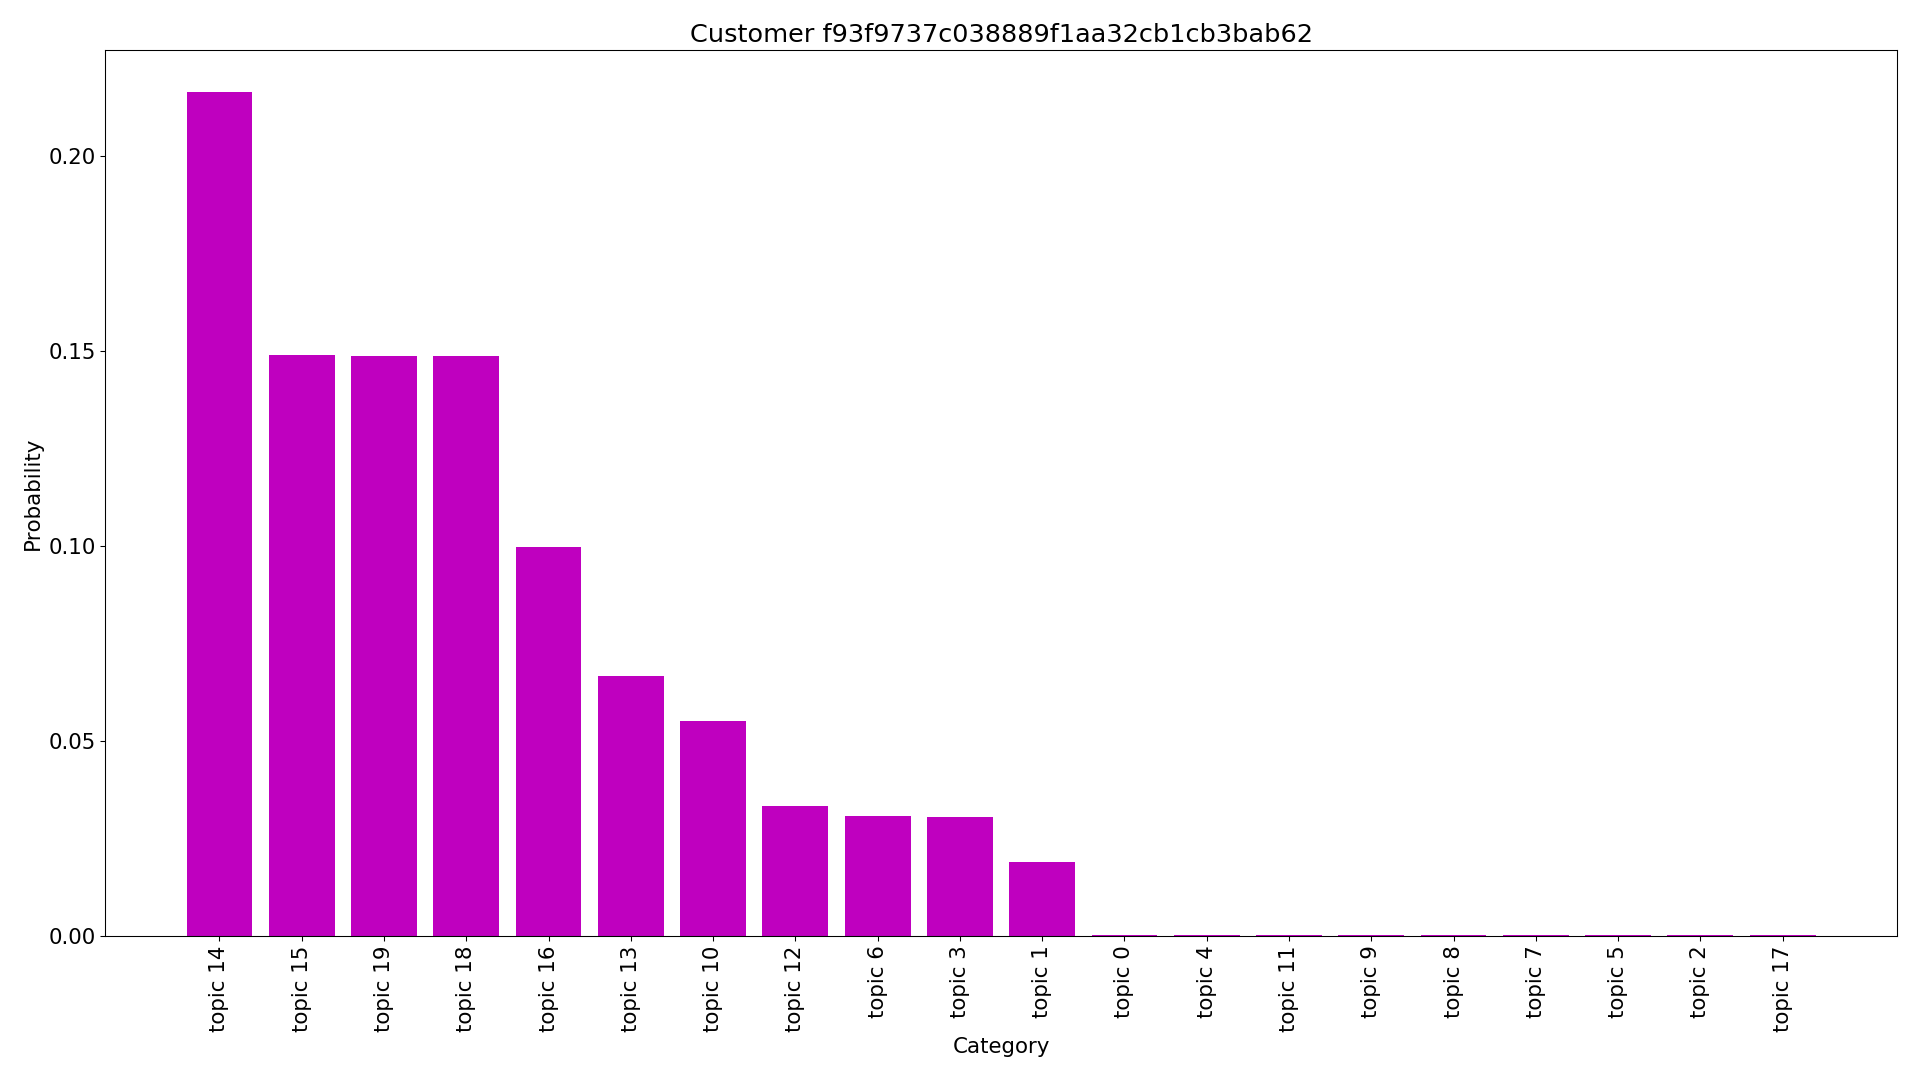 Customer f93f9737c038889f1aa32cb1cb3bab62
Probability
0.20
0.15
0.10
0.05
0.00
topic 14
topic 15
topic 19
topic 18
topic 16
topic 13
topic 10
topic 12
topic 6
topic 3
topic 1
topic 0
topic 4
topic 11
topic 9
topic 8
topic 7
topic 5
topic 2
topic 17
Category